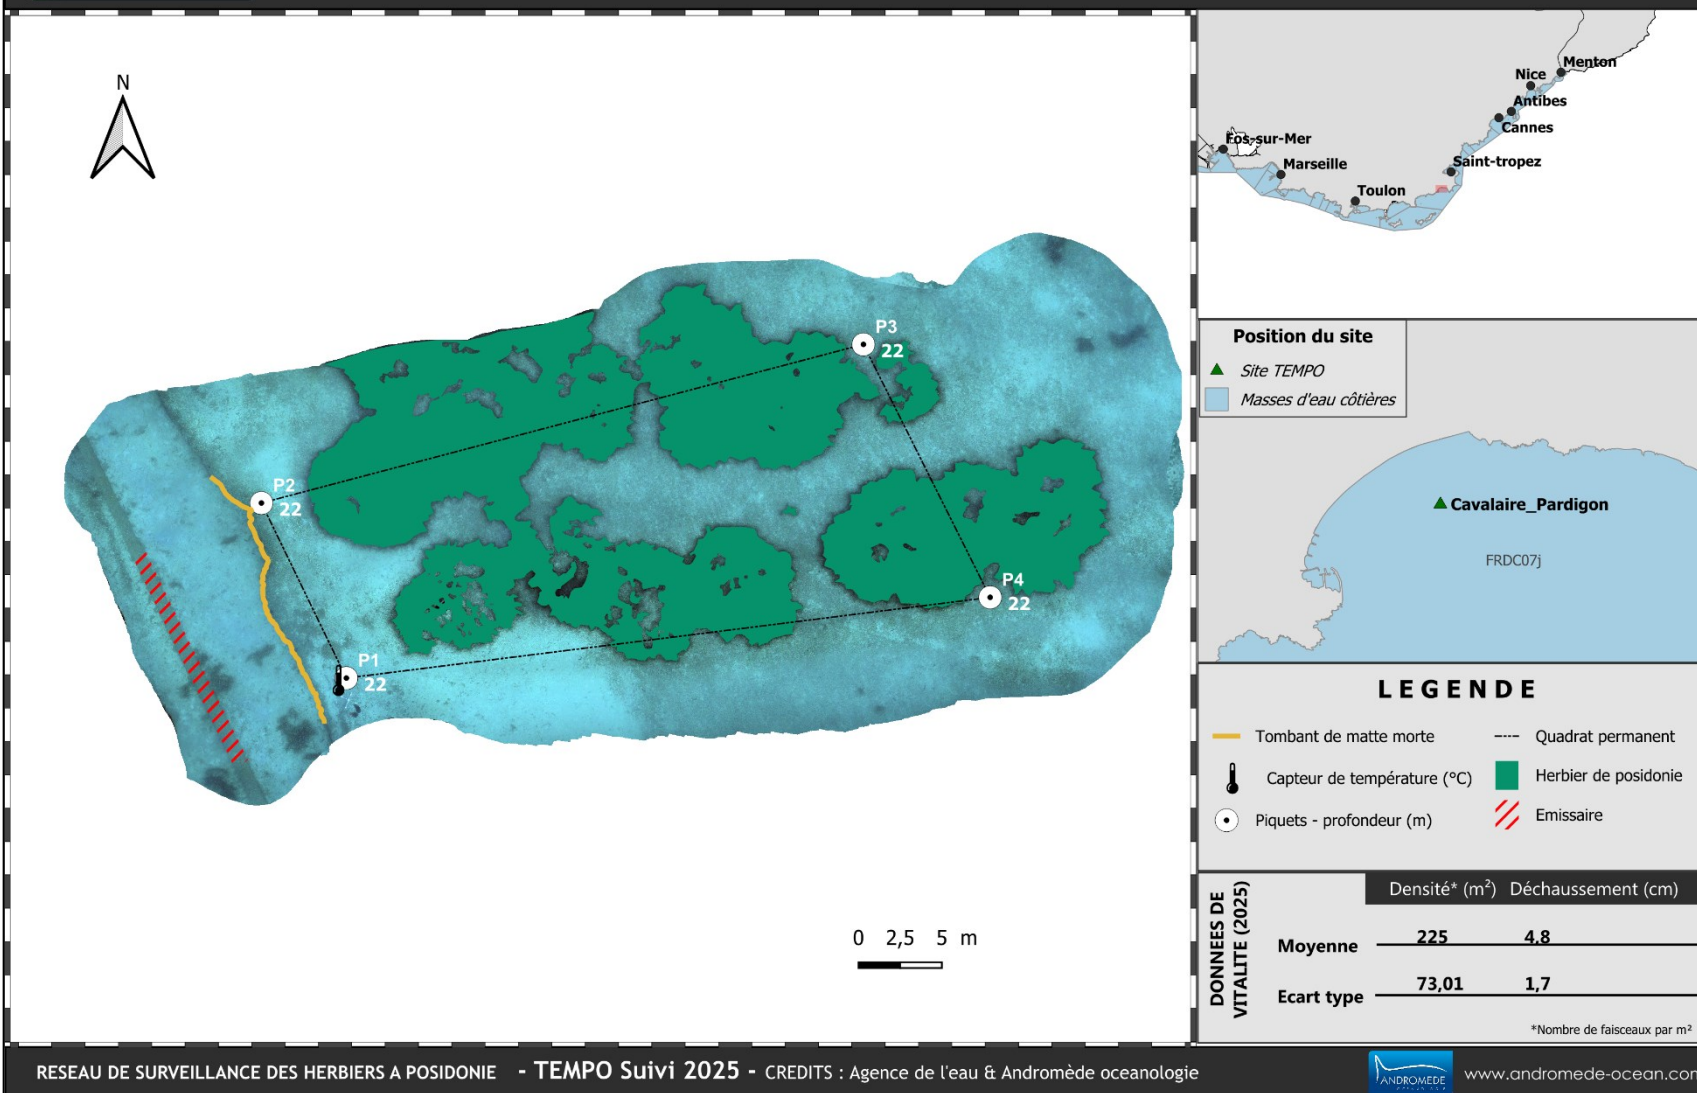 N
P3
22
P2
22
P4
22
P1
22
0 2,5 5 m
Menton
Nice
Antibes
Cannes
Fos-sur-Mer
Saint-tropez
Marseille
Toulon
Position du site
Site TEMPO
Masses d'eau côtières
Cavalaire_Pardigon
FRDC07j
LEGENDE
Tombant de matte morte
Quadrat permanent
Capteur de température (°C)
Herbier de posidonie
Piquets - profondeur (m)
Emissaire
DONNEES DE
VITALITE (2025)
Densité* (m²) Déchaussement (cm)
Moyenne 225 4,8
Ecart type 73,01 1,7
*Nombre de faisceaux par m²
RESEAU DE SURVEILLANCE DES HERBIERS A POSIDONIE - TEMPO Suivi 2025 - CREDITS : Agence de l'eau & Andromède oceanologie
ANDROMEDE
www.andromede-ocean.com